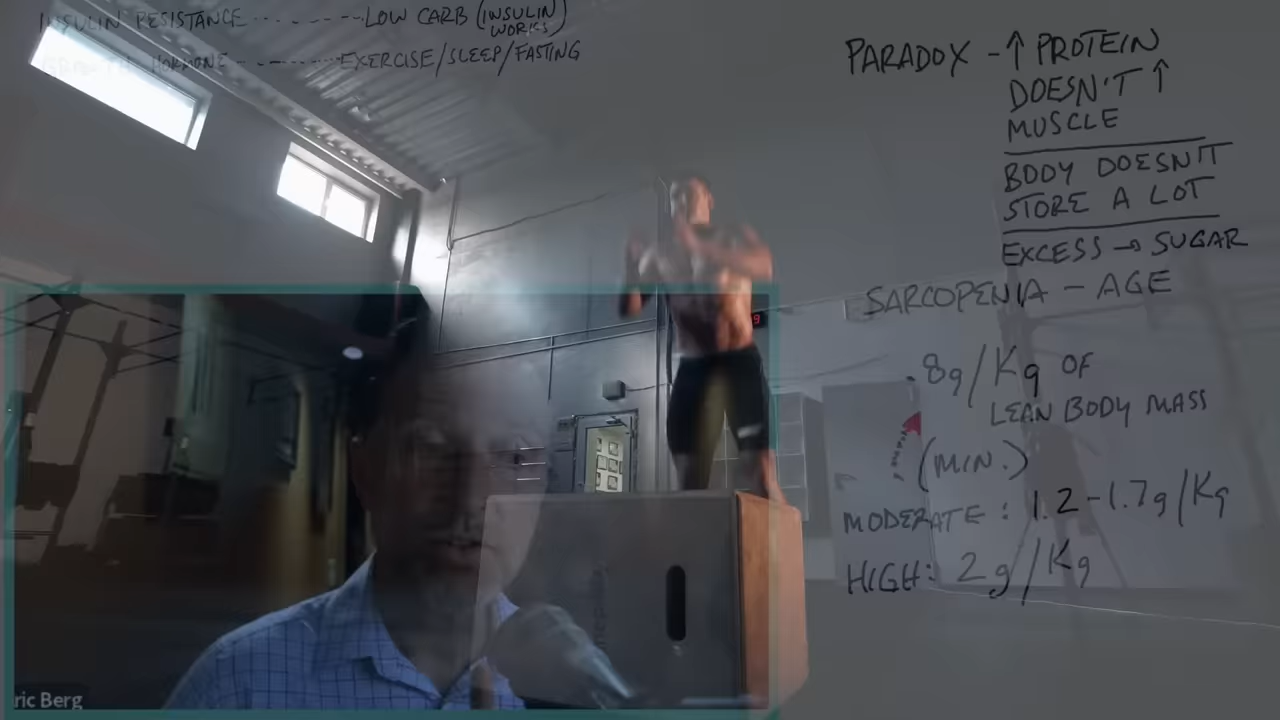 INSULIN RESISTANCE ---------LOW CARB (INSULIN WORKS)
HORMONE ---------EXERCISE/SLEEP/FASTING
PARADOX - ↑ PROTEIN
DOESN'T ↑
MUSCLE
BODY DOESN'T
STORE A LOT
EXCESS → SUGAR
SARCOPENIA - AGE
8g/Kg OF
LEAN BODY MASS
(MIN.)
MODERATE : 1.2-1.7g/Kg
HIGH: 2g/Kg
ric Berg